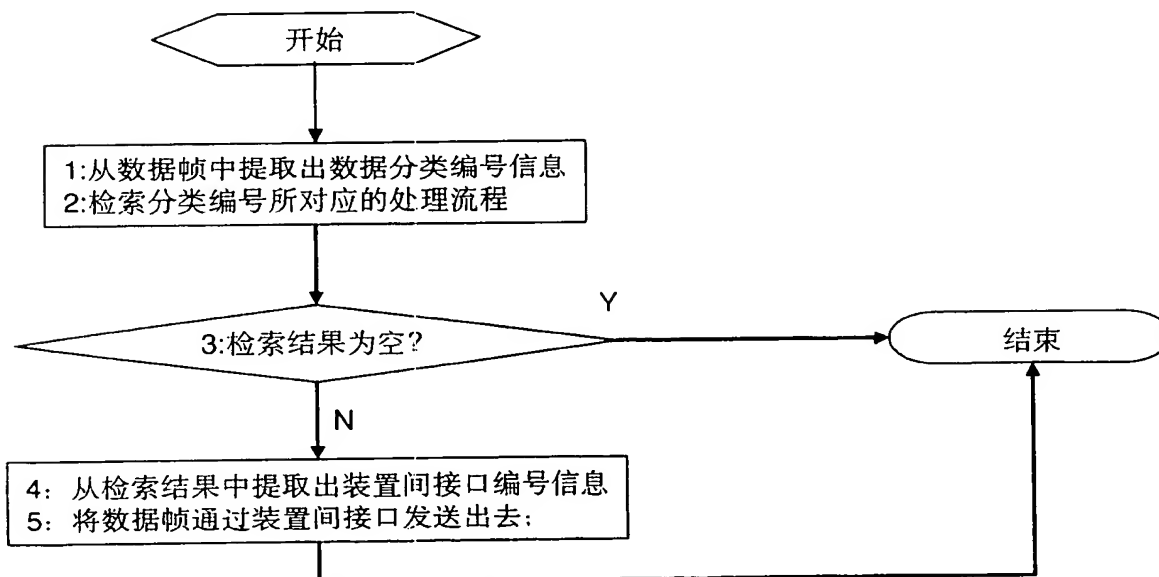 开始
1:从数据帧中提取出数据分类编号信息
2:检索分类编号所对应的处理流程
Y
3:检索结果为空?
结束
N
4: 从检索结果中提取出装置间接口编号信息
5: 将数据帧通过装置间接口发送出去;